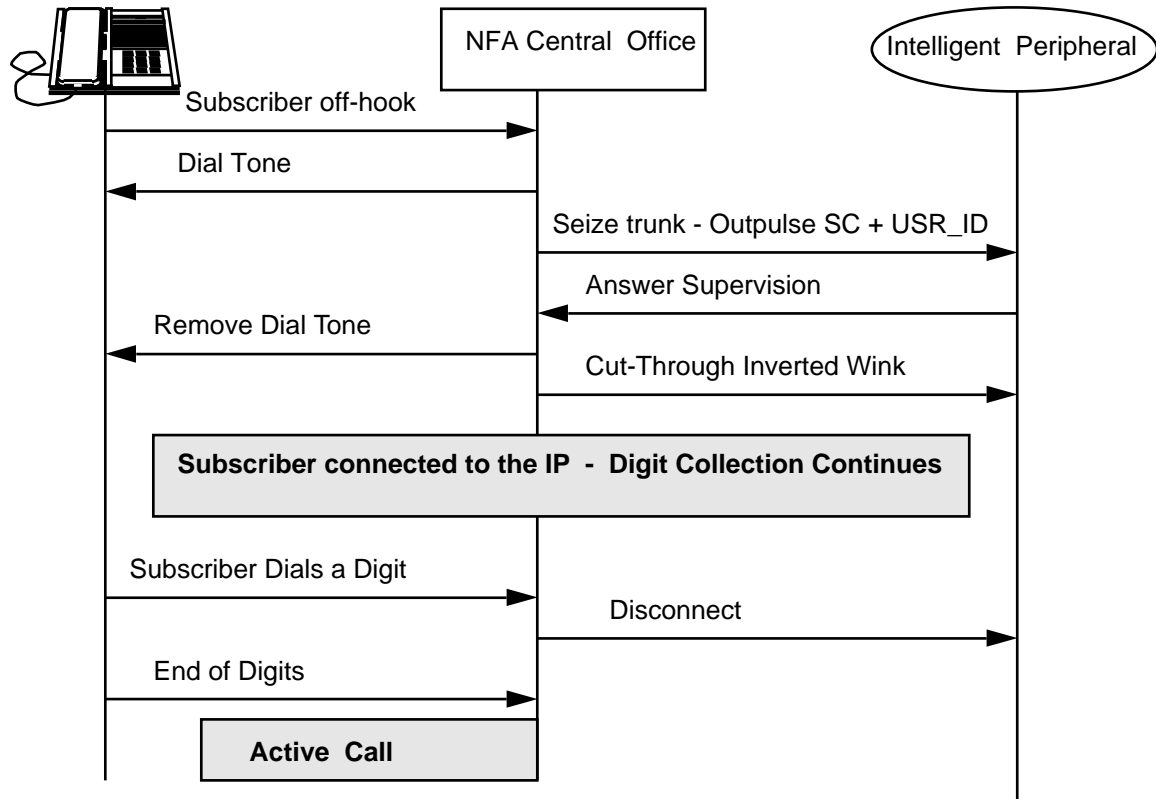 NFA Central Office
Intelligent Peripheral
Subscriber off-hook
Dial Tone
Seize trunk - Outpulse SC + USR_ID
Answer Supervision
Remove Dial Tone
Cut-Through Inverted Wink
Subscriber connected to the IP - Digit Collection Continues
Subscriber Dials a Digit
Disconnect
End of Digits
Active Call